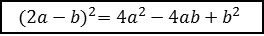 (2a − b)² = 4a² − 4ab + b²